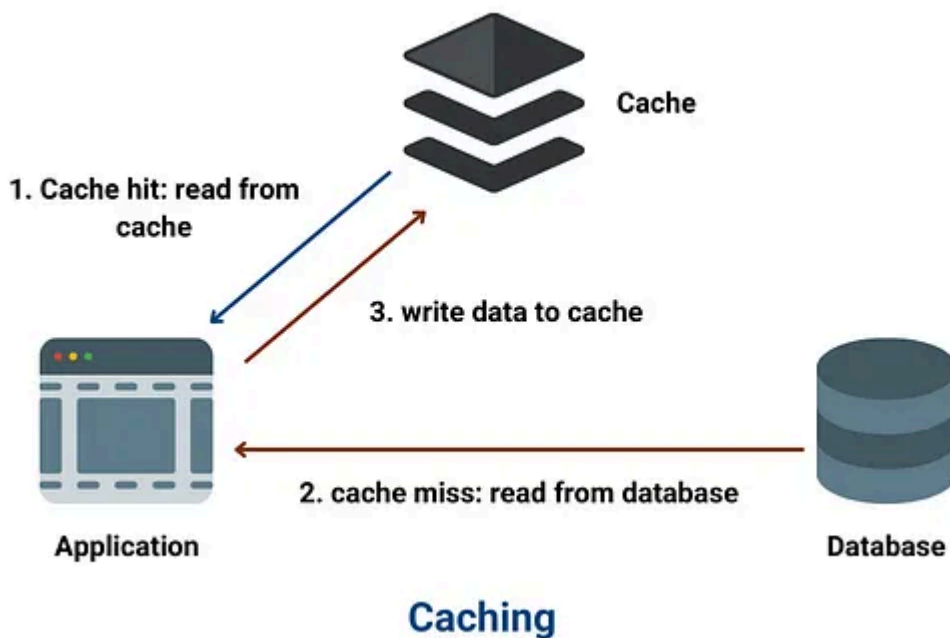 Cache
1. Cache hit: read from
cache
3. write data to cache
2. cache miss: read from database
Application
Database
Caching